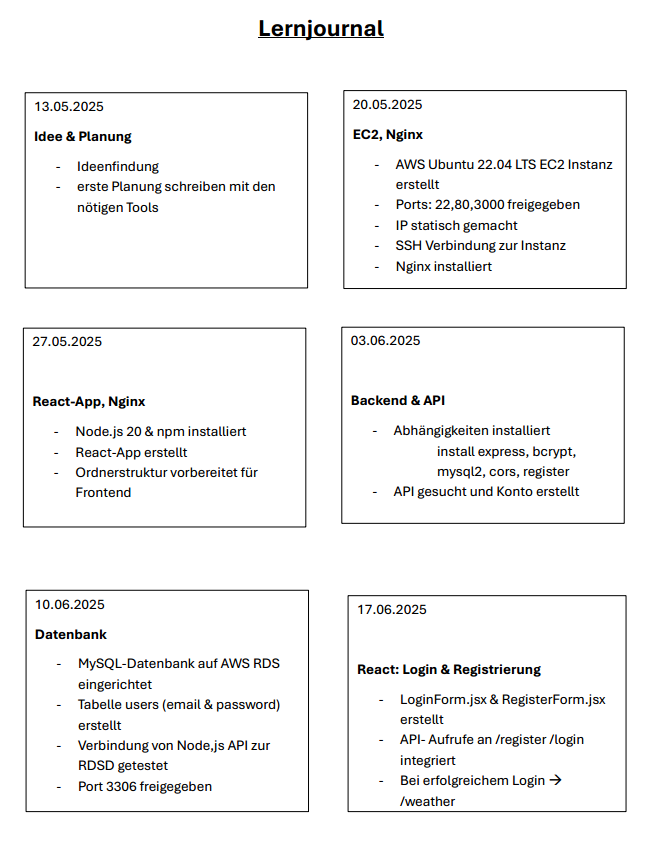 Lernjournal
13.05.2025
Idee & Planung
- Ideenfindung
- erste Planung schreiben mit den
nötigen Tools
20.05.2025
EC2, Nginx
- AWS Ubuntu 22.04 LTS EC2 Instanz
erstellt
- Ports: 22,80,3000 freigegeben
- IP statisch gemacht
- SSH Verbindung zur Instanz
- Nginx installiert
27.05.2025
React-App, Nginx
- Node.js 20 & npm installiert
- React-App erstellt
- Ordnerstruktur vorbereitet für
Frontend
03.06.2025
Backend & API
- Abhängigkeiten installiert
install express, bcrypt,
mysql2, cors, register
- API gesucht und Konto erstellt
10.06.2025
Datenbank
- MySQL-Datenbank auf AWS RDS
eingerichtet
- Tabelle users (email & password)
erstellt
- Verbindung von Node,js API zur
RDSD getestet
- Port 3306 freigegeben
17.06.2025
React: Login & Registrierung
- LoginForm.jsx & RegisterForm.jsx
erstellt
- API- Aufrufe an /register /login
integriert
- Bei erfolgreichem Login →
/weather